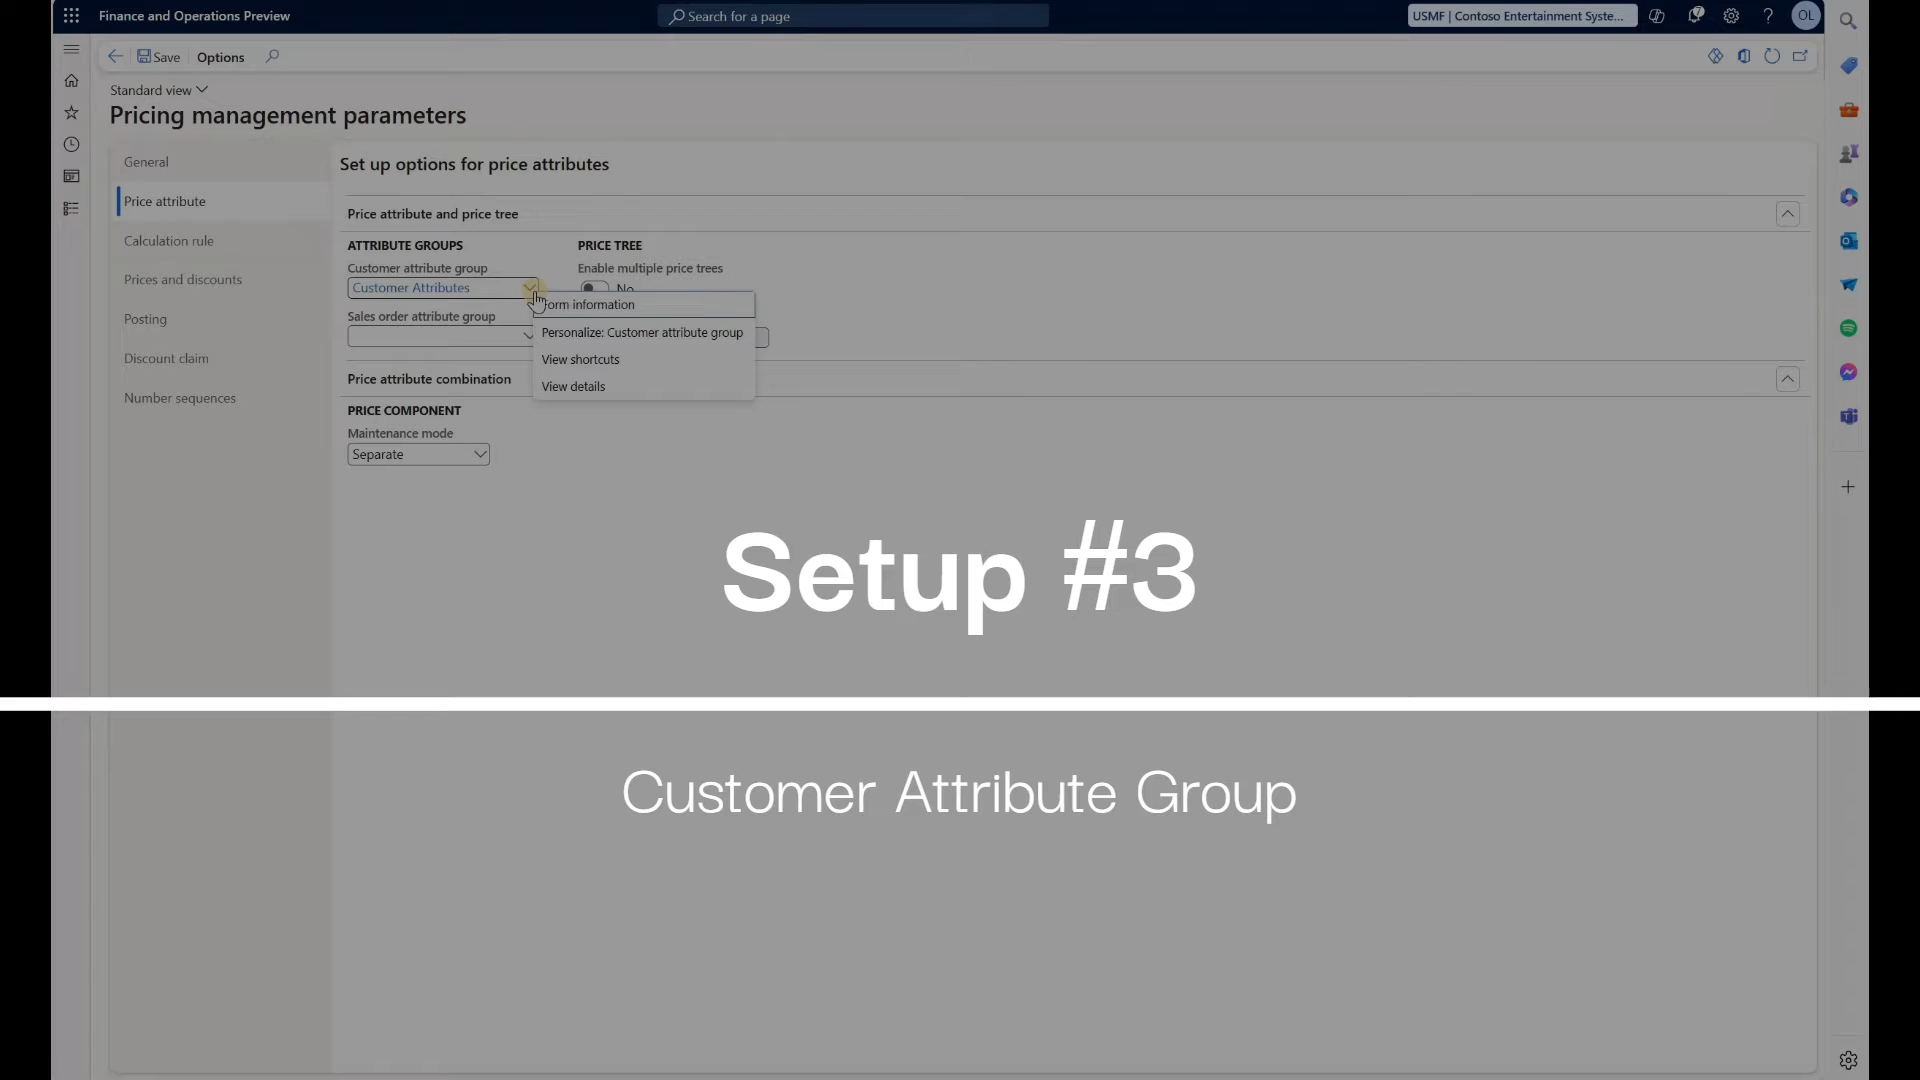 Finance and Operations Preview
Search for a page
USMF | Contoso Entertainment Syste...
7
?
OL
Save
Options
Standard view
Pricing management parameters
General
Price attribute
Calculation rule
Prices and discounts
Posting
Discount claim
Number sequences
Set up options for price attributes
Price attribute and price tree
ATTRIBUTE GROUPS
Customer attribute group
Customer Attributes
Sales order attribute group
PRICE TREE
Enable multiple price trees
No
Form information
Personalize: Customer attribute group
View shortcuts
View details
Price attribute combination
PRICE COMPONENT
Maintenance mode
Separate
Setup #3
Customer Attribute Group